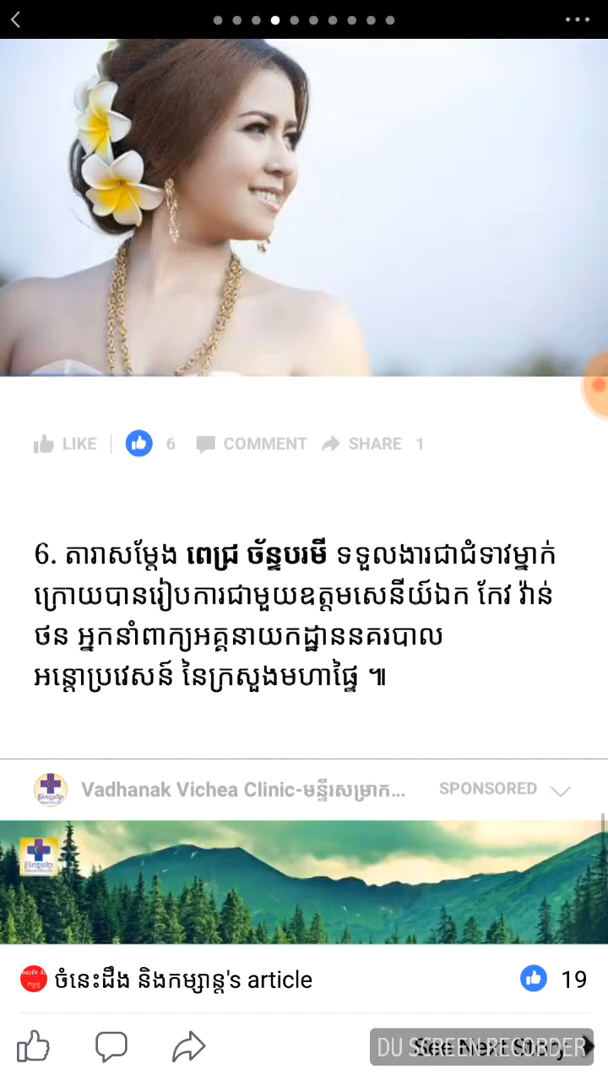 LIKE 6 COMMENT SHARE 1
6. តារាសម្ដែង ពេជ្រ ច័ន្ទបរមី ទទួលងារជាជំទាវម្នាក់
ក្រោយបានរៀបការជាមួយឧត្តមសេនីយ៍ឯក កែវ វ៉ាន់
ថន អ្នកនាំពាក្យអគ្គនាយកដ្ឋាននគរបាល
អន្តោប្រវេសន៍ នៃក្រសួងមហាផ្ទៃ ៕
Vadhanak Vichea Clinic-មន្ទីរសម្រាក... SPONSORED
ចំនេះដឹង និងកម្សាន្ត's article 19
DU SCREEN RECORDER
See Next Story